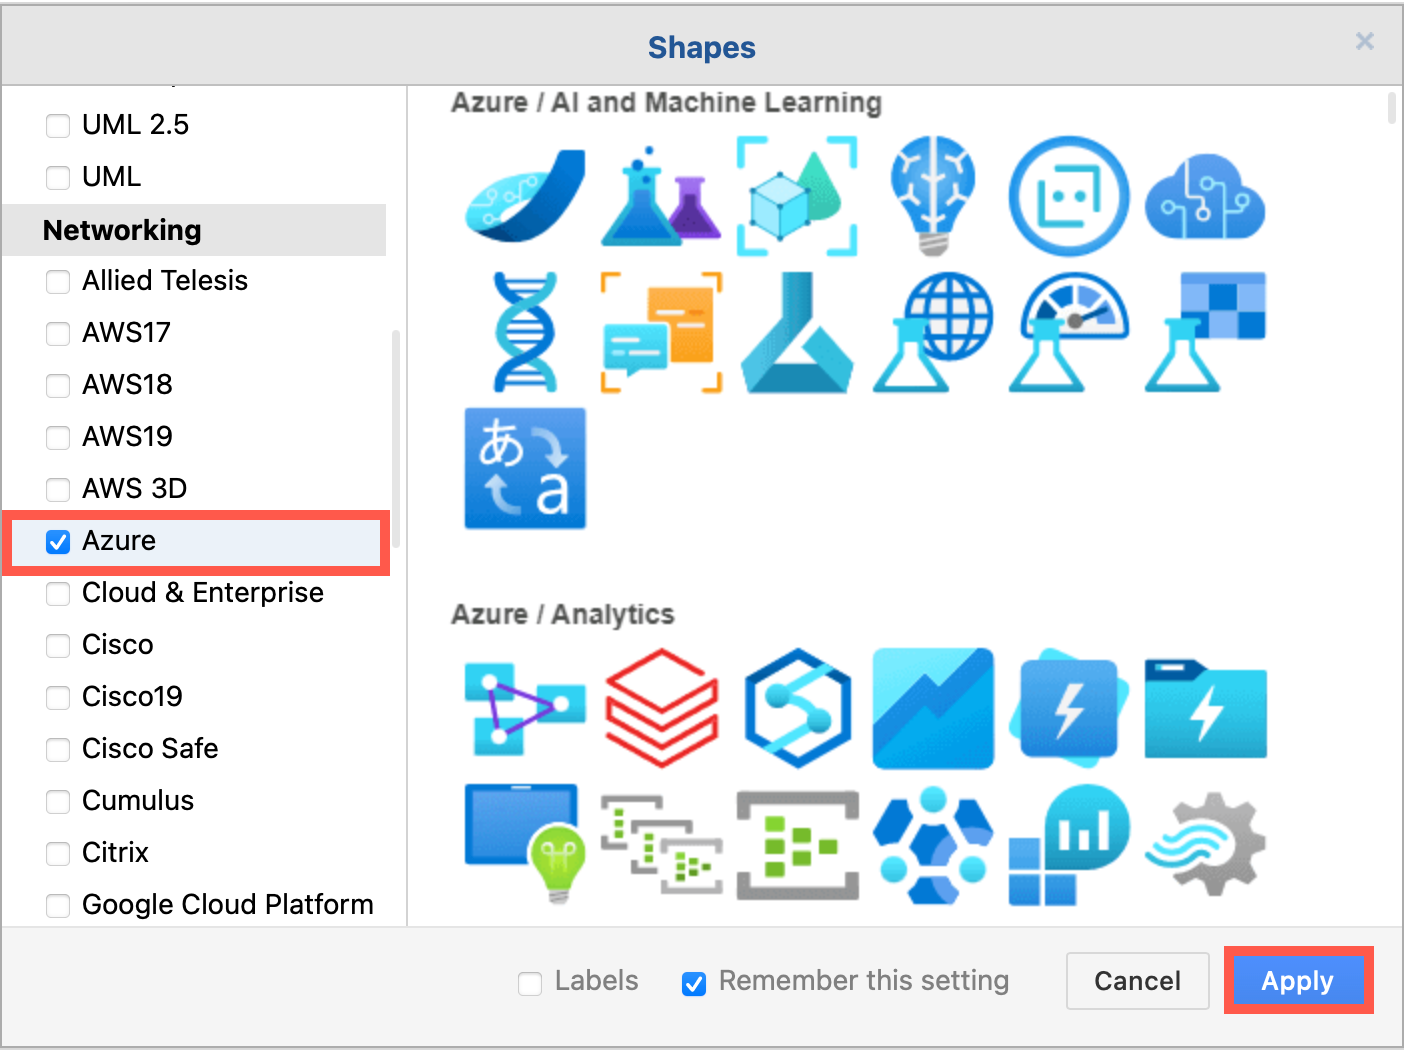 Shapes
UML 2.5
UML
Networking
Allied Telesis
AWS17
AWS18
AWS19
AWS 3D
Azure
Cloud & Enterprise
Cisco
Cisco19
Cisco Safe
Cumulus
Citrix
Google Cloud Platform
Azure / AI and Machine Learning
あ
a
Azure / Analytics
Labels
Remember this setting
Cancel
Apply